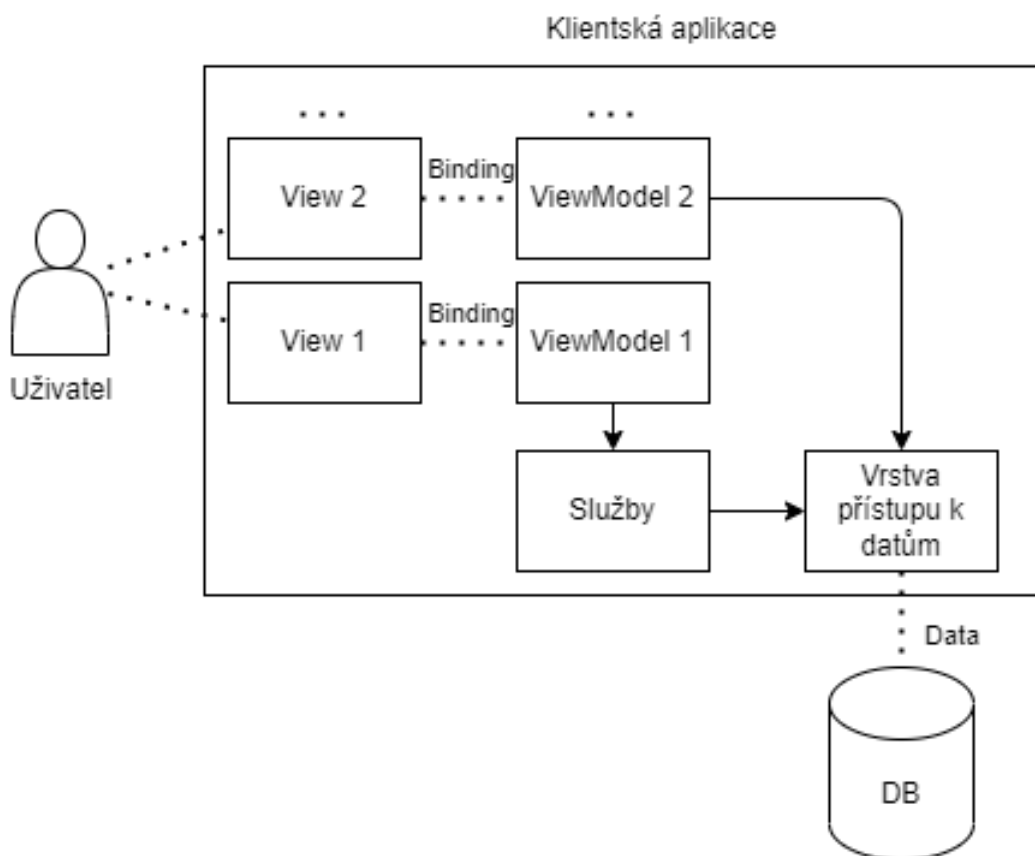 Klientská aplikace
. . .
. . .
View 2
Binding
ViewModel 2
View 1
Binding
ViewModel 1
Uživatel
Služby
Vrstva
přístupu k
datům
Data
DB